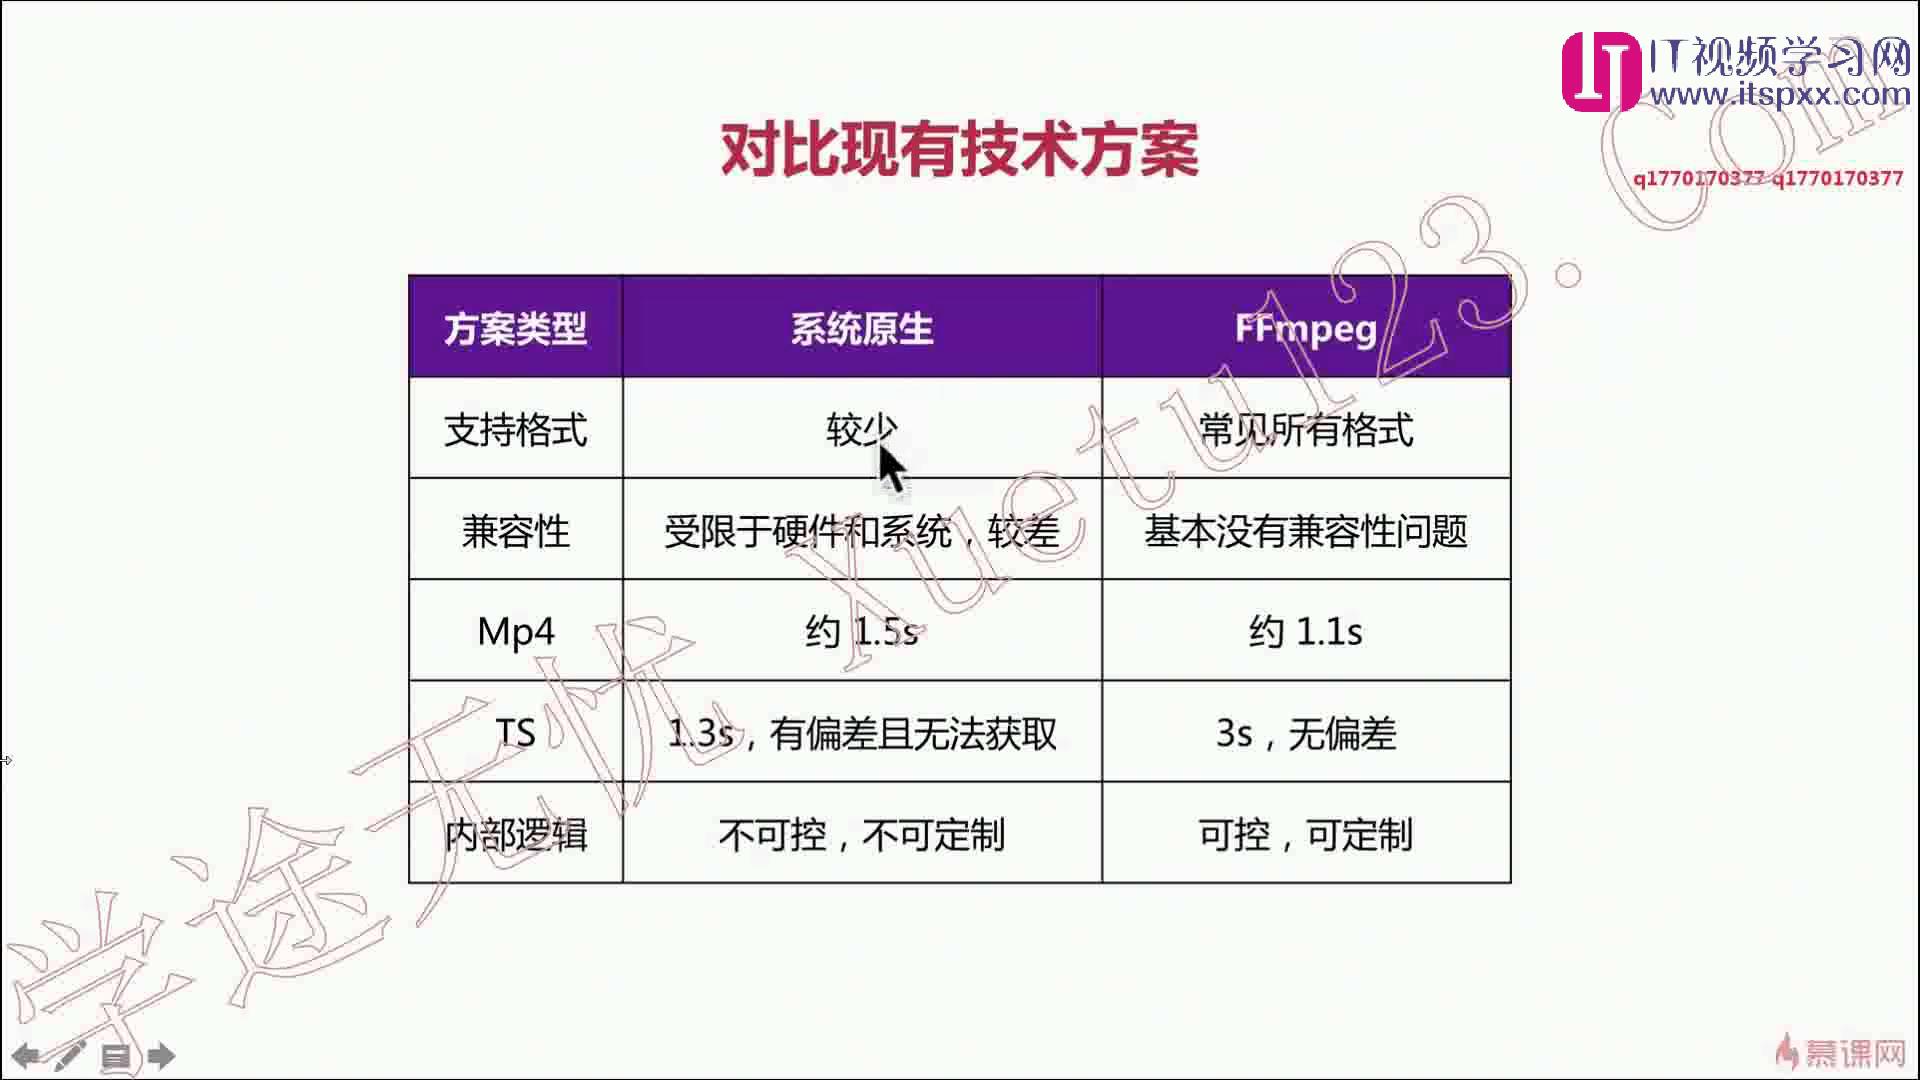 IT视频学习网
www.itspxx.com
对比现有技术方案
q1770170377 q1770170377
方案类型 系统原生 FFmpeg
支持格式 较少 常见所有格式
兼容性 受限于硬件和系统，较差 基本没有兼容性问题
Mp4 约 1.5s 约 1.1s
TS 1.3s，有偏差且无法获取 3s，无偏差
内部逻辑 不可控，不可定制 可控，可定制
学途无忧 Xuetu123.Com
慕课网